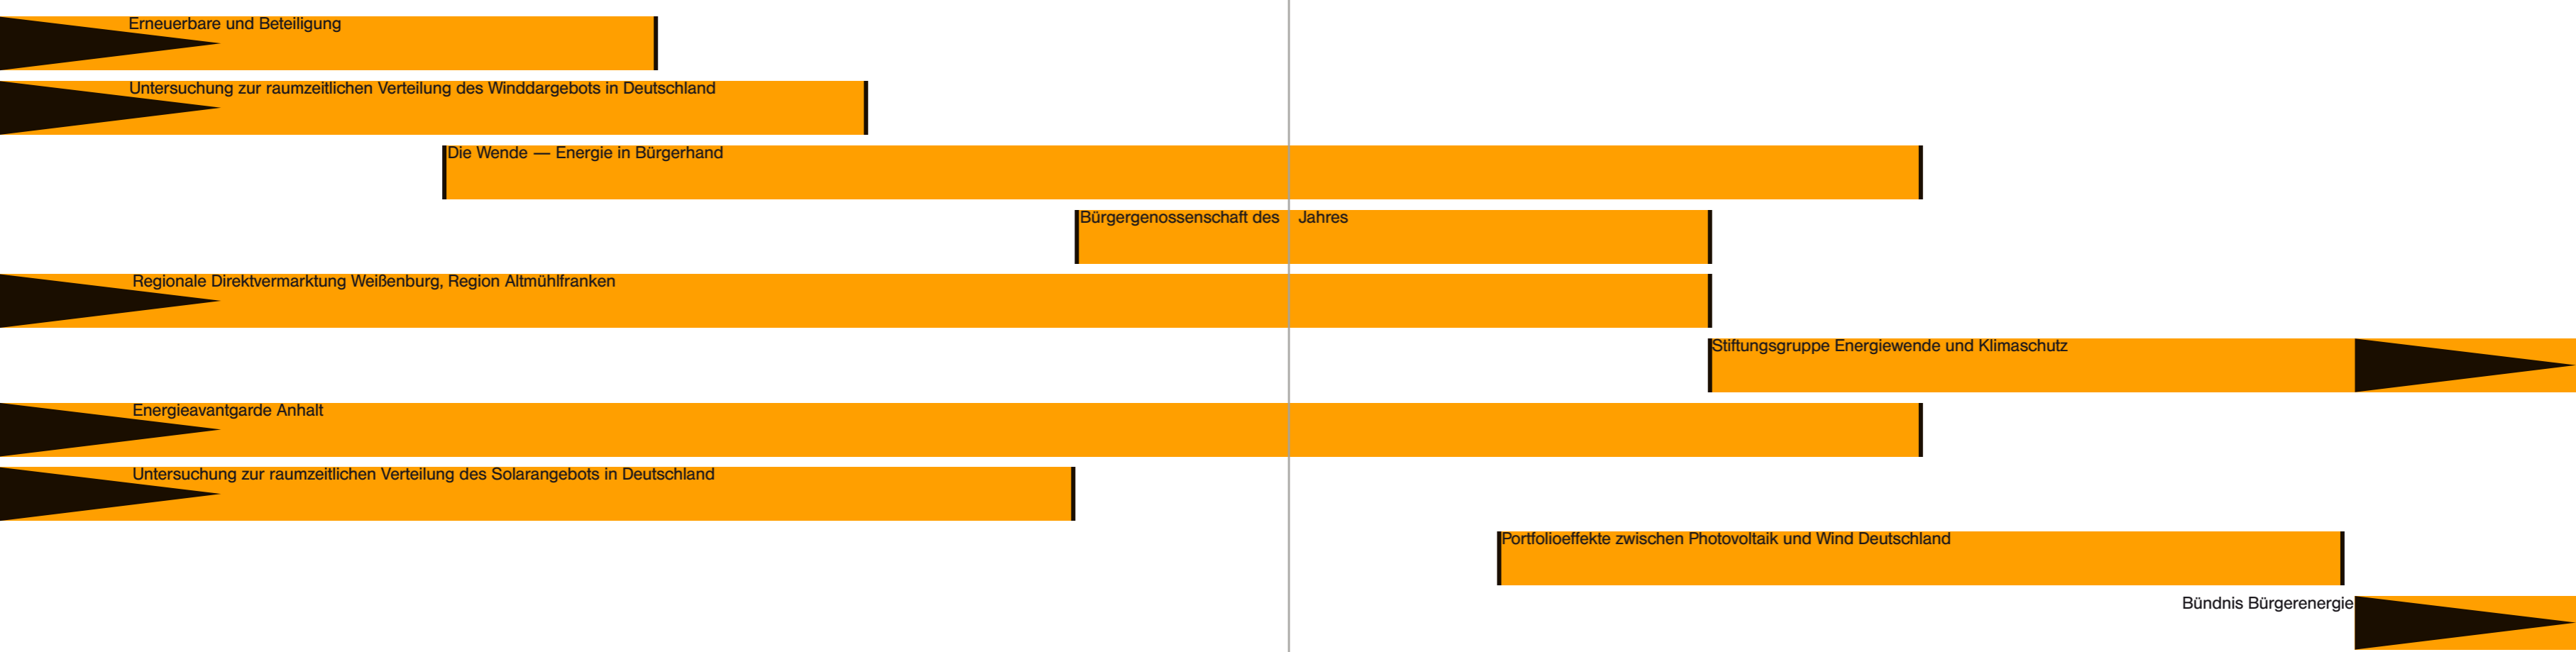 Erneuerbare und Beteiligung
Untersuchung zur raumzeitlichen Verteilung des Winddargebots in Deutschland
Die Wende — Energie in Bürgerhand
Bürgergenossenschaft des Jahres
Regionale Direktvermarktung Weißenburg, Region Altmühlfranken
Stiftungsgruppe Energiewende und Klimaschutz
Energieavantgarde Anhalt
Untersuchung zur raumzeitlichen Verteilung des Solarangebots in Deutschland
Portfolioeffekte zwischen Photovoltaik und Wind Deutschland
Bündnis Bürgerenergie